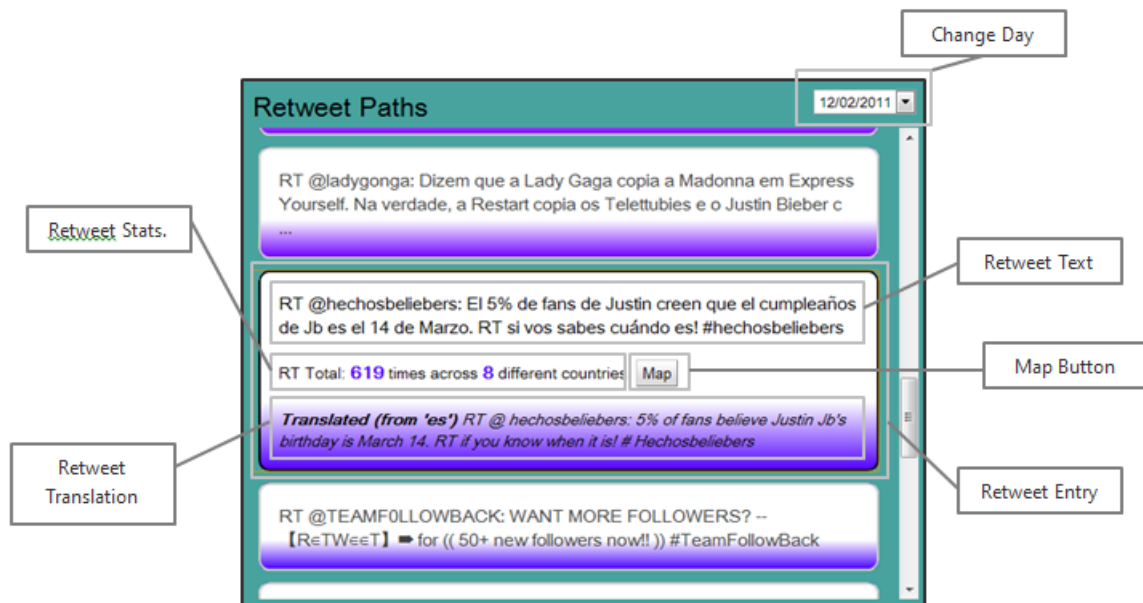 Change Day
Retweet Paths
12/02/2011
RT @ladygonga: Dizem que a Lady Gaga copia a Madonna em Express
Yourself. Na verdade, a Restart copia os Telettubies e o Justin Bieber c
...
Retweet Stats.
Retweet Text
RT @hechosbeliebers: El 5% de fans de Justin creen que el cumpleaños
de Jb es el 14 de Marzo. RT si vos sabes cuándo es! #hechosbeliebers
RT Total: 619 times across 8 different countries
Map
Map Button
Translated (from 'es') RT @ hechosbeliebers: 5% of fans believe Justin Jb's
birthday is March 14. RT if you know when it is! # Hechosbeliebers
Retweet
Translation
Retweet Entry
RT @TEAMF0LLOWBACK: WANT MORE FOLLOWERS? --
【RєTWєєT】➠ for (( 50+ new followers now!! )) #TeamFollowBack